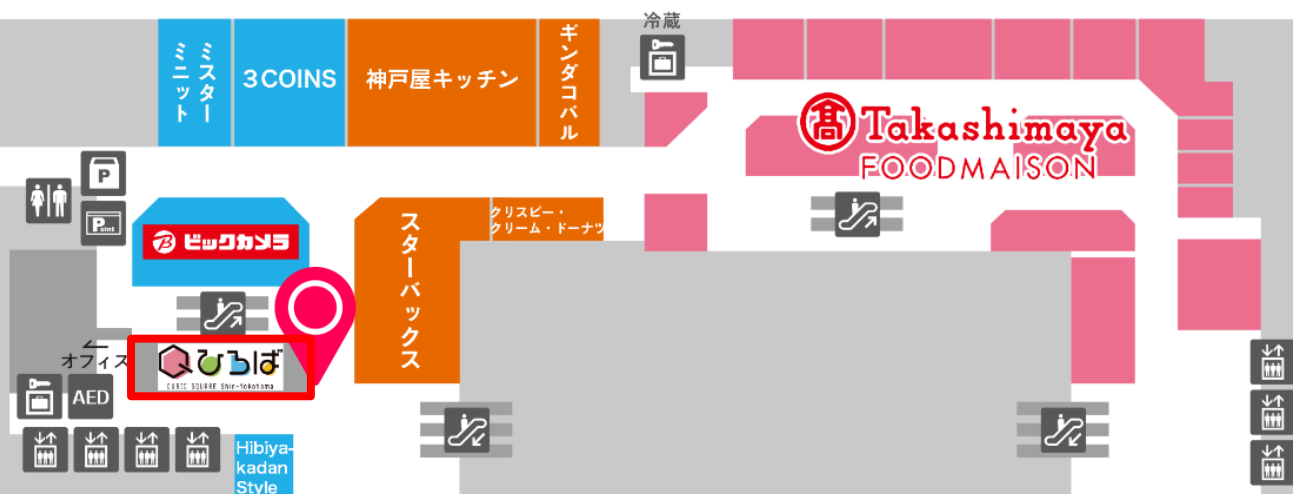 冷蔵
ミスター
ミニット
3COINS
神戸屋キッチン
ギンダコバル
髙 Takashimaya
FOODMAISON
P
Point
B ビックカメラ
スターバックス
クリスピー・
クリーム・ドーナツ
←
オフィス
Qひろば
CUBIC SQUARE Shin-Yokohama
AED
Hibiya-
kadan
Style